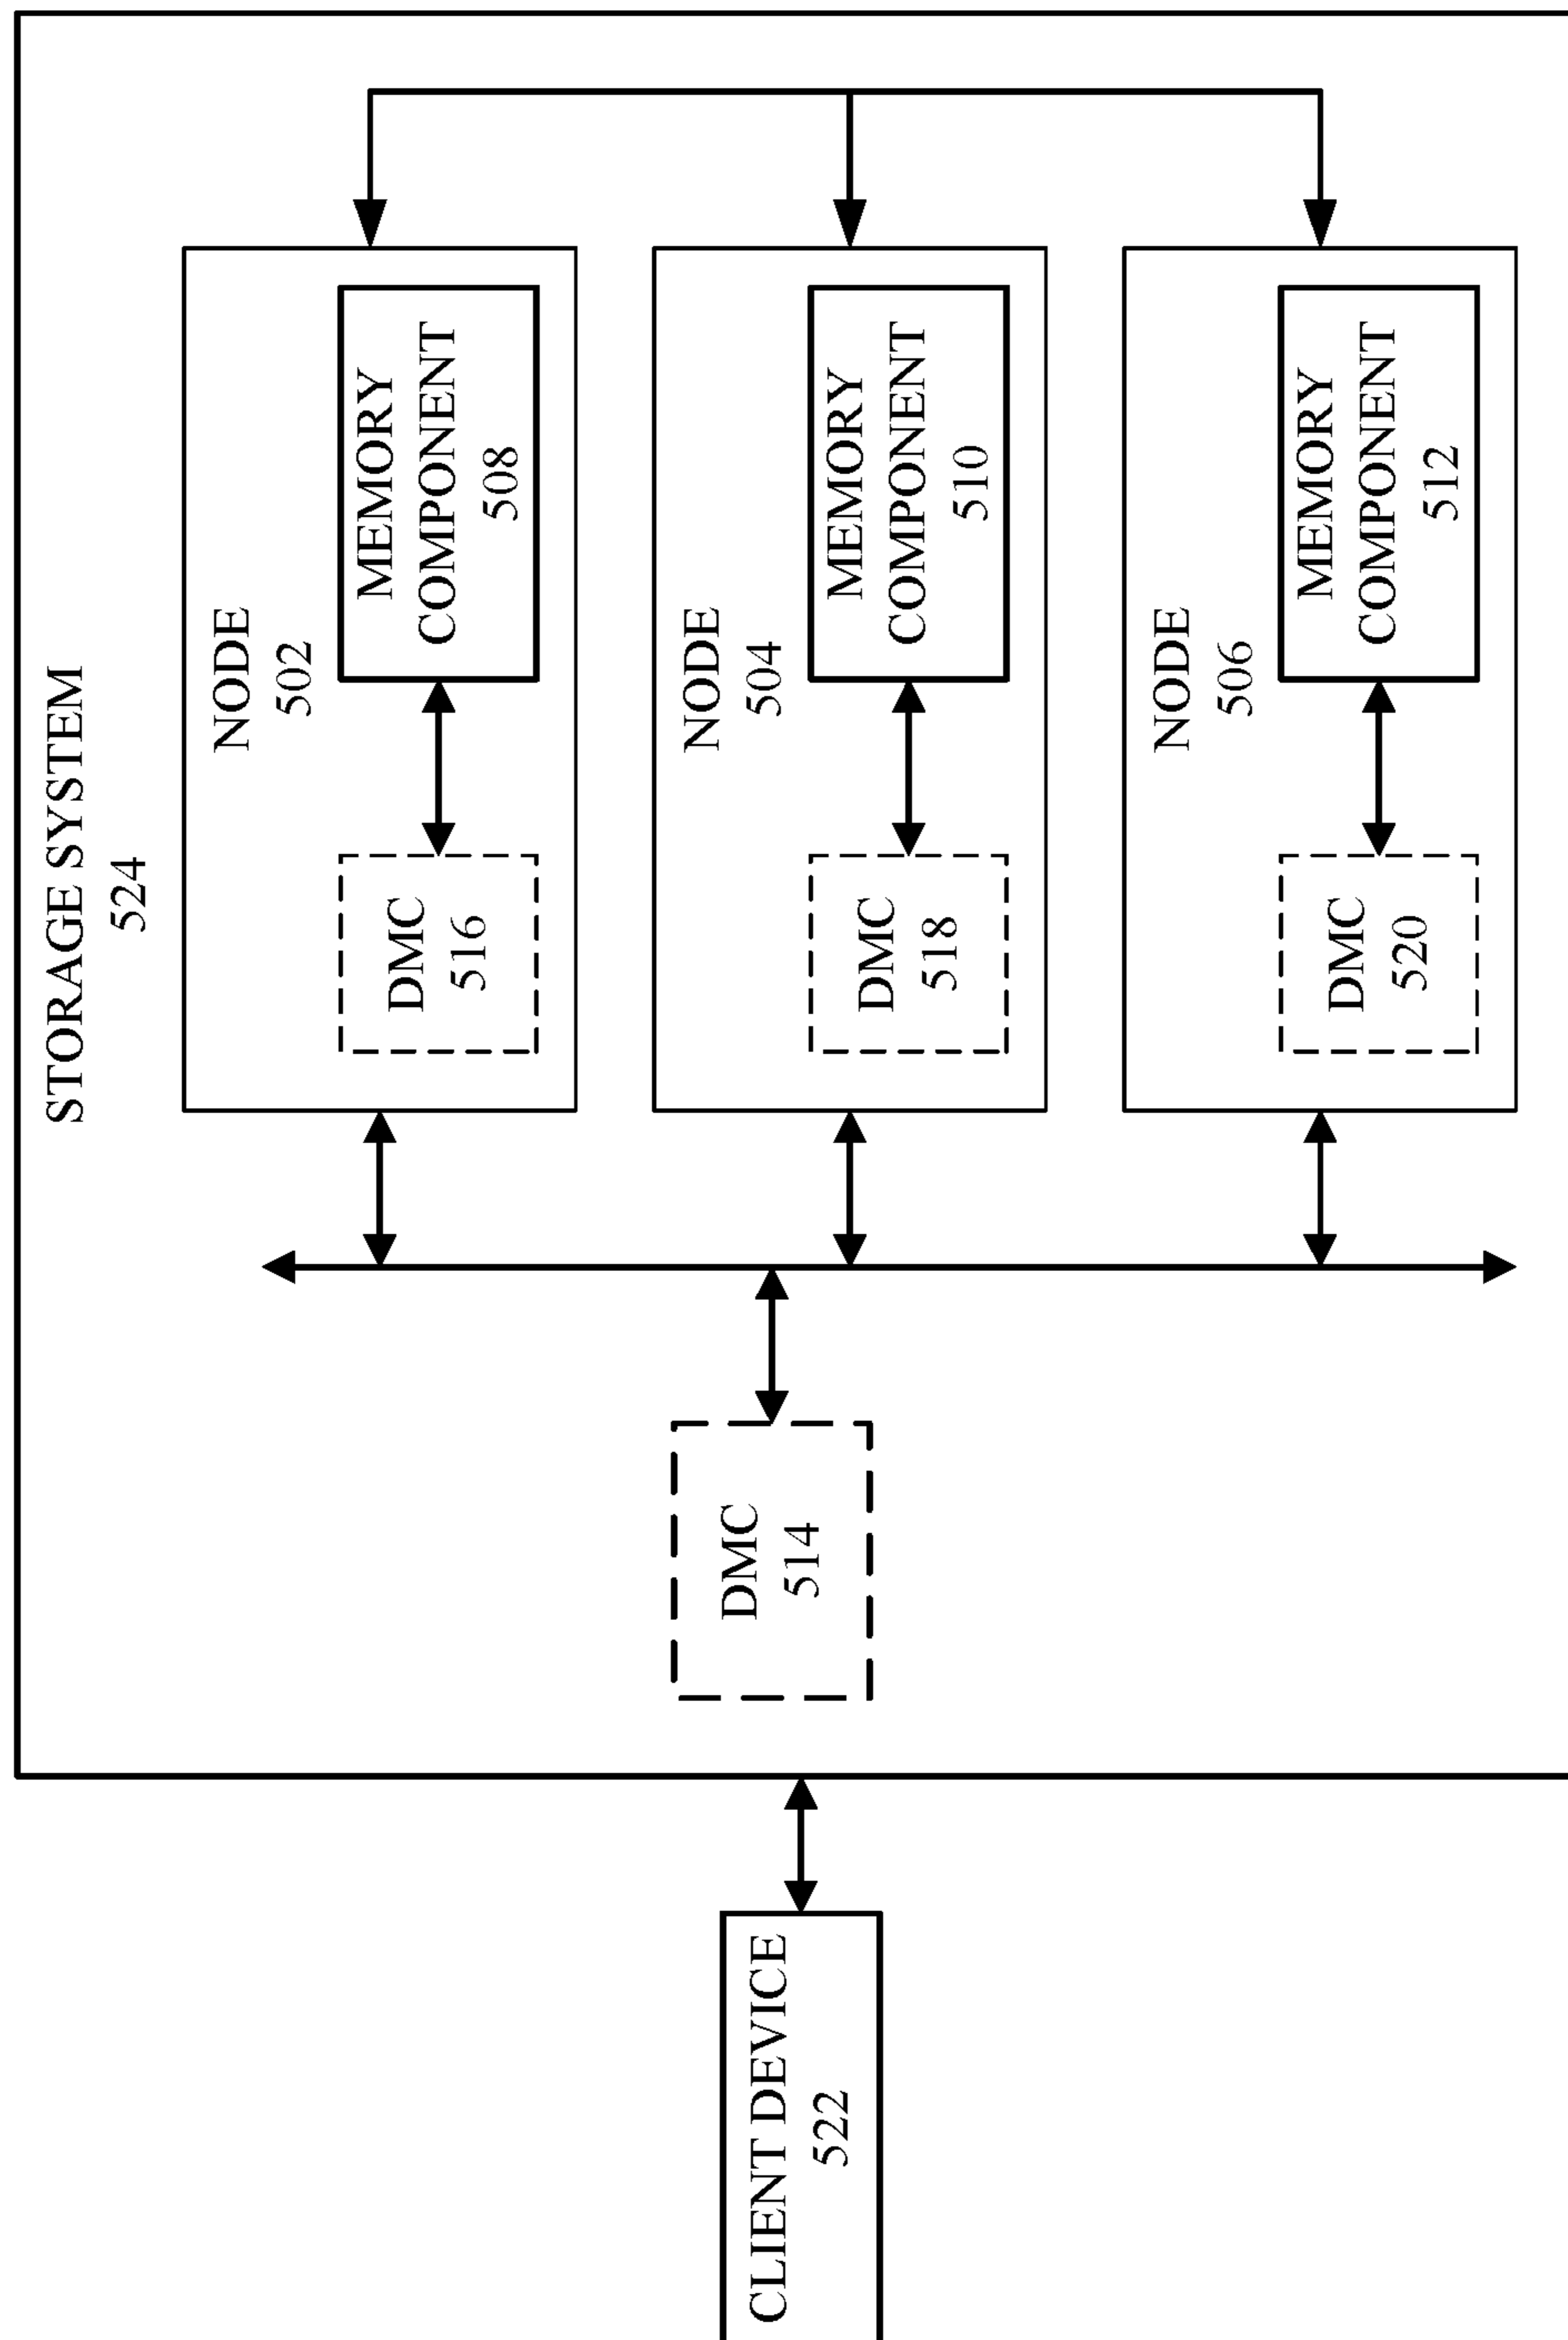 STORAGE SYSTEM
524
NODE
502
DMC
516
MEMORY
COMPONENT
508
NODE
504
DMC
518
MEMORY
COMPONENT
510
NODE
506
DMC
520
MEMORY
COMPONENT
512
DMC
514
CLIENT DEVICE
522